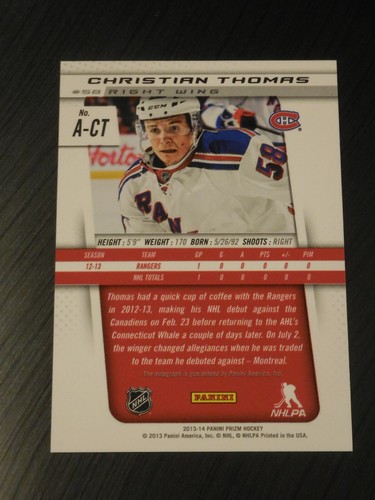 CHRISTIAN THOMAS
#58 RIGHT WING
No.
A-CT
Horto
58
RAN
HEIGHT: 5'9" WEIGHT: 170 BORN: 5/26/92 SHOOTS: RIGHT
SEASON TEAM GP G A PTS +/- PIM
12-13 RANGERS 1 0 0 0 0 0
NHL TOTALS 1 0 0 0 0 0
Thomas had a quick cup of coffee with the Rangers
in 2012-13, making his NHL debut against the
Canadiens on Feb. 23 before returning to the AHL's
Connecticut Whale a couple of days later. On July 2,
the winger changed allegiances when he was traded
to the team he debuted against – Montreal.
The autograph is guaranteed by Panini America, Inc.
NHL PANINI NHLPA
2013-14 PANINI PRIZM HOCKEY
© 2013 Panini America, Inc. © NHL, © NHLPA Printed in the USA.